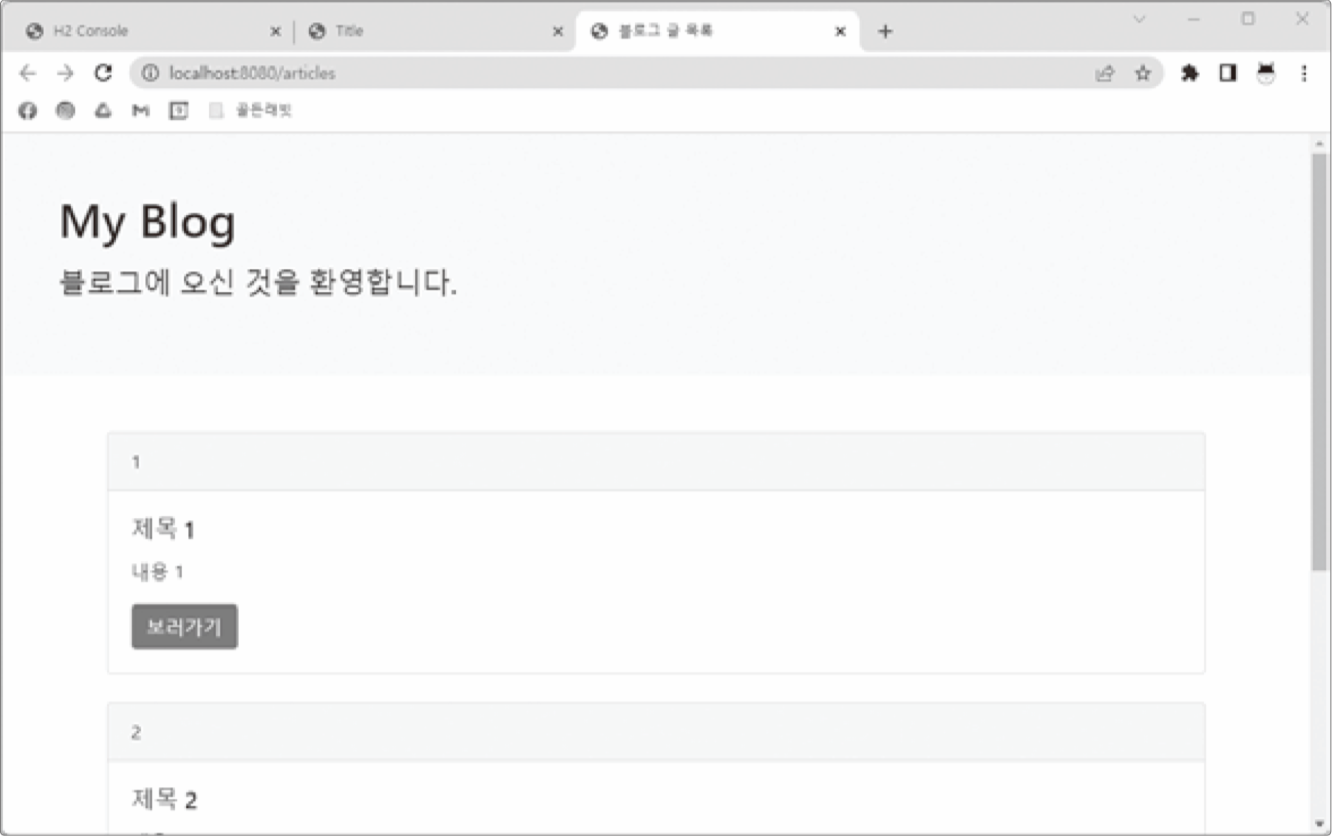 H2 Console
Title
블로그 글 목록
localhost:8080/articles
골든래빗
My Blog
블로그에 오신 것을 환영합니다.
1
제목 1
내용 1
보러가기
2
제목 2